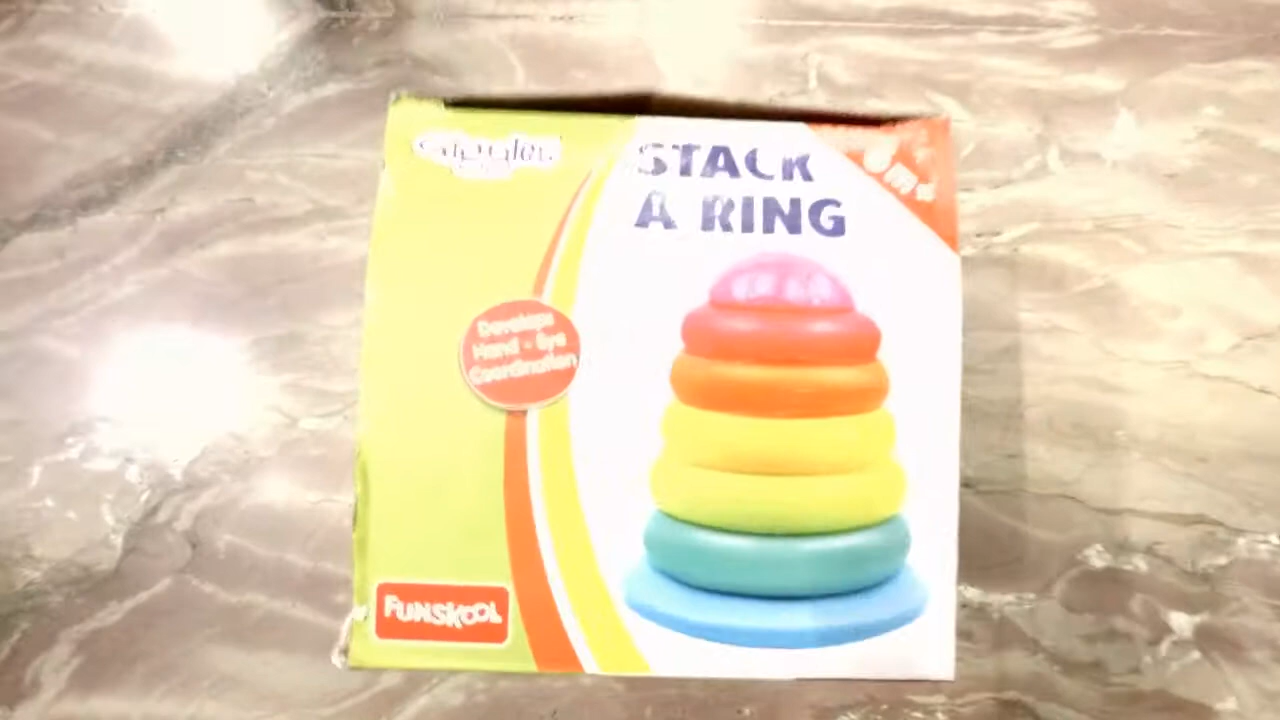 STACK
A RING
Develops
Hand - Eye
Coordination
FUNSKOOL